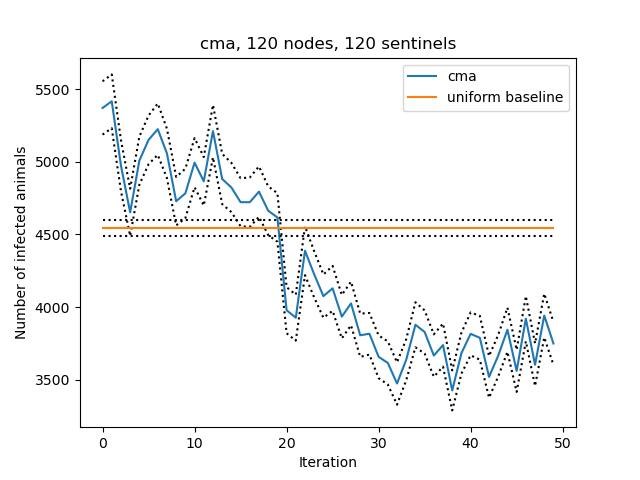 cma, 120 nodes, 120 sentinels
cma
uniform baseline
Number of infected animals
5500
5000
4500
4000
3500
0 10 20 30 40 50
Iteration